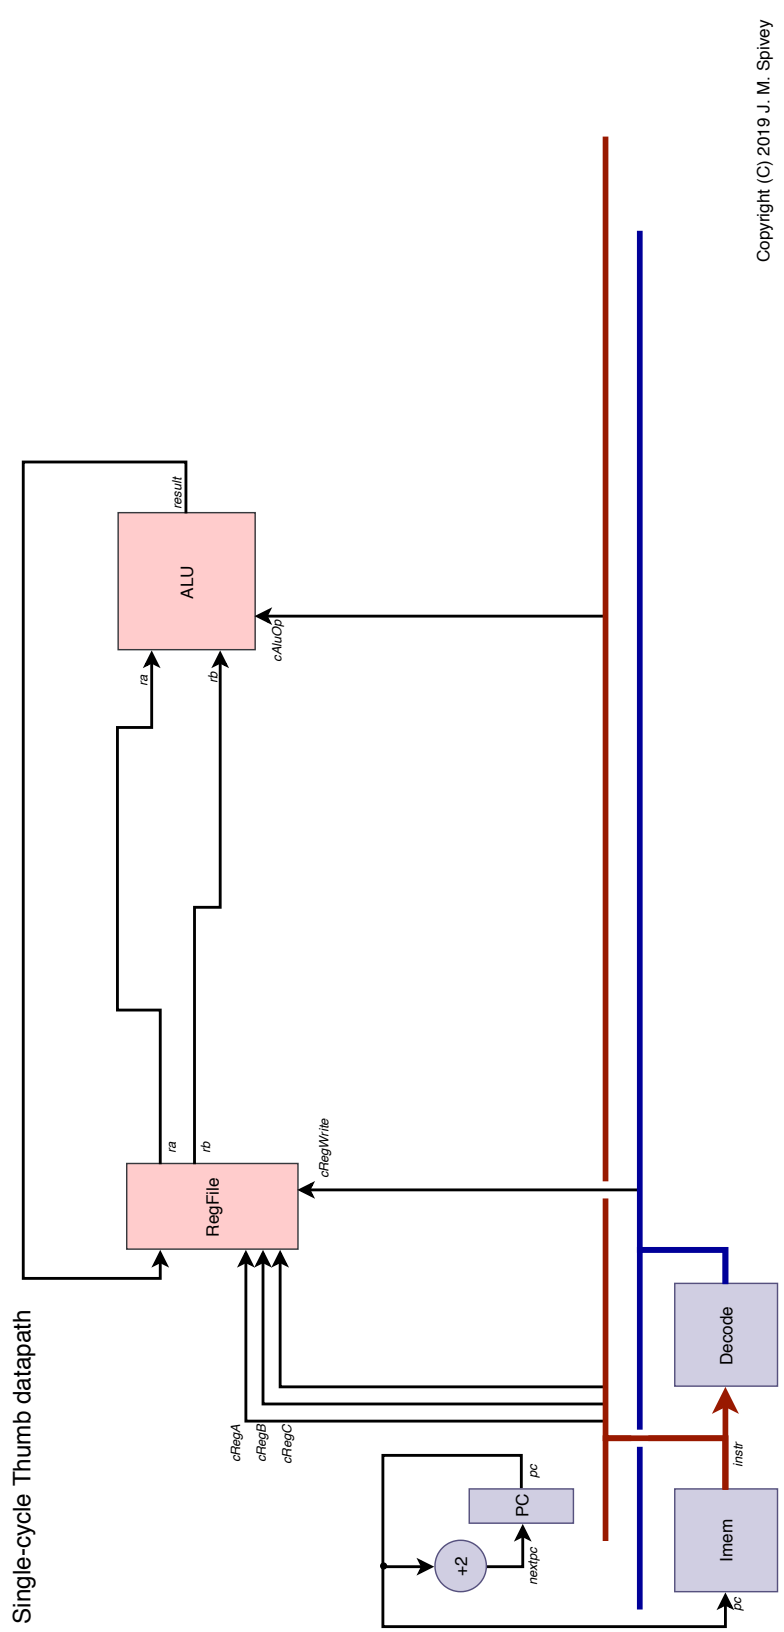 Single-cycle Thumb datapath
result
ALU
ra
rb
cAluOp
ra
rb
cRegWrite
RegFile
cRegA
cRegB
cRegC
pc
PC
+2
nextpc
Decode
instr
Imem
pc
Copyright (C) 2019 J. M. Spivey